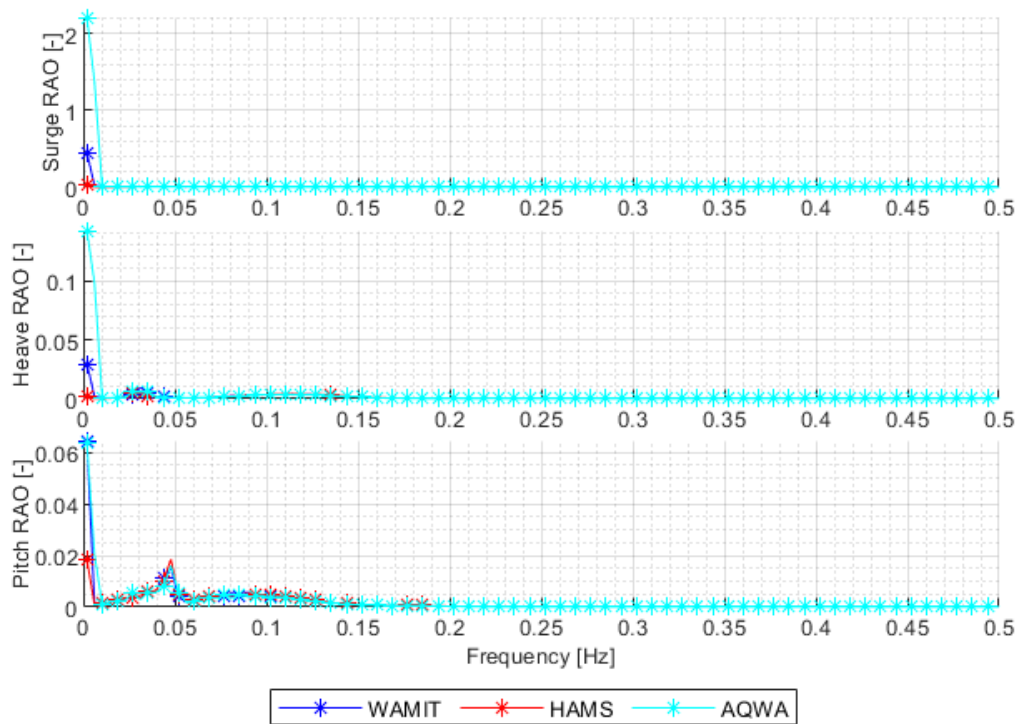 Surge RAO [-]
2
1
0
0 0.05 0.1 0.15 0.2 0.25 0.3 0.35 0.4 0.45 0.5
Heave RAO [-]
0.1
0.05
0
0 0.05 0.1 0.15 0.2 0.25 0.3 0.35 0.4 0.45 0.5
Pitch RAO [-]
0.06
0.04
0.02
0
0 0.05 0.1 0.15 0.2 0.25 0.3 0.35 0.4 0.45 0.5
Frequency [Hz]
WAMIT HAMS AQWA